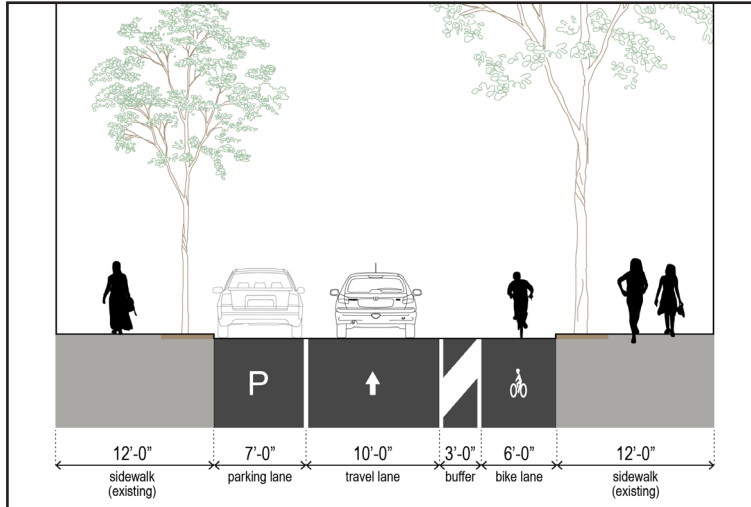 P
12’-0”
7’-0”
10’-0”
3’-0”
6’-0”
12’-0”
sidewalk
(existing)
parking lane
travel lane
buffer
bike lane
sidewalk
(existing)